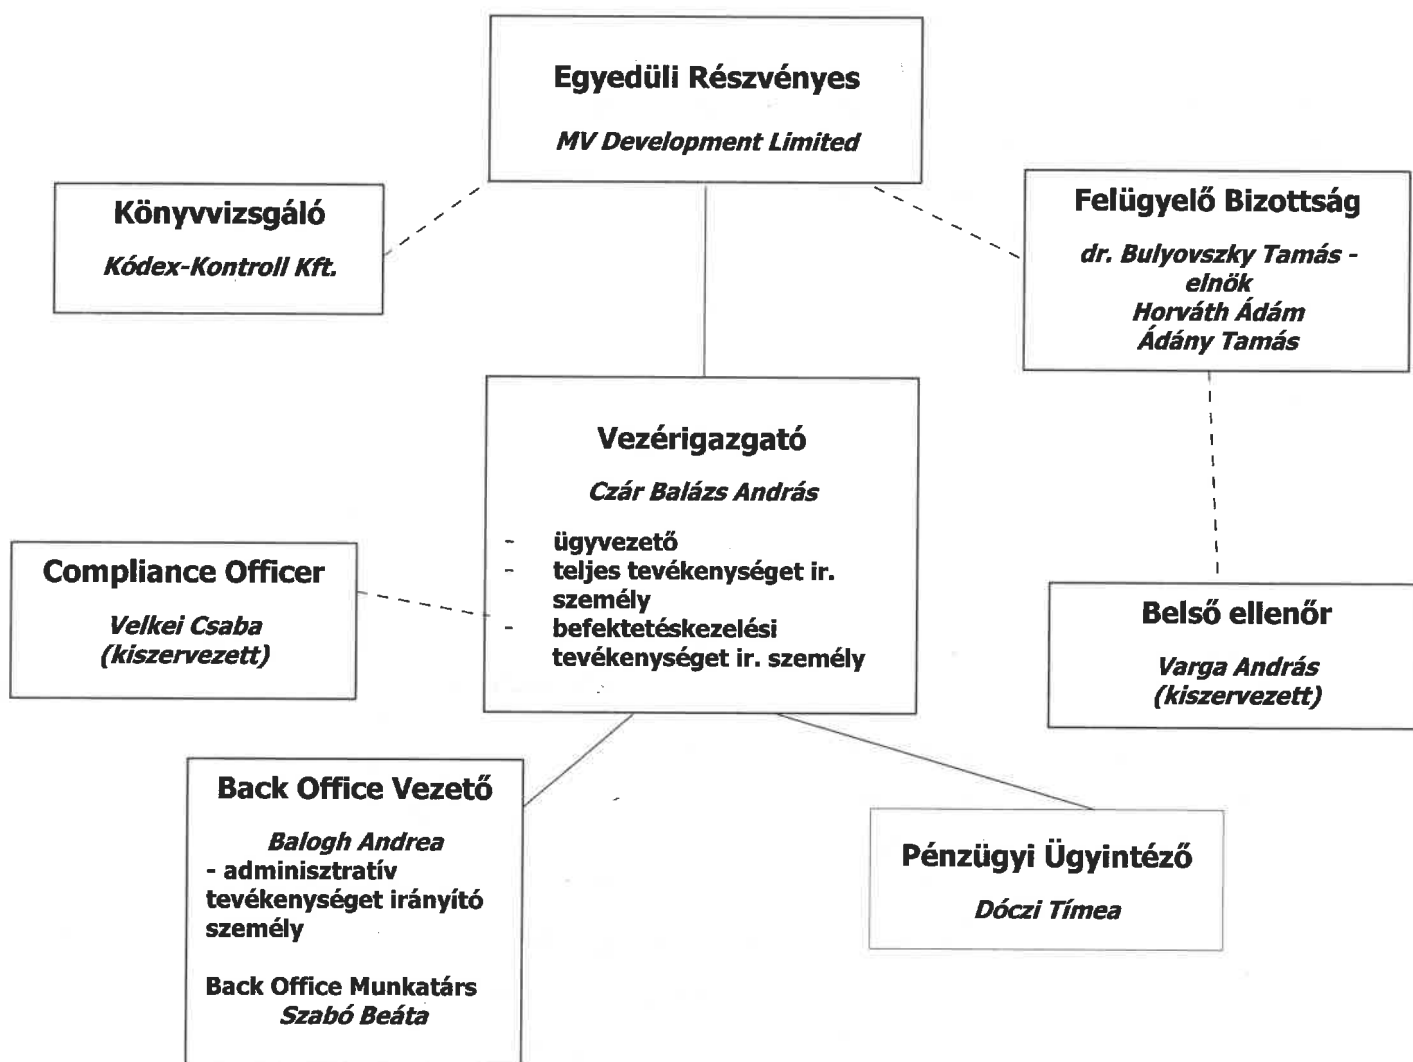 Egyedüli Részvényes
MV Development Limited
Könyvvizsgáló
Kódex-Kontroll Kft.
Felügyelő Bizottság
dr. Bulyovszky Tamás -
elnök
Horváth Ádám
Ádány Tamás
Vezérigazgató
Czár Balázs András
- ügyvezető
- teljes tevékenységet ir.
személy
- befektetéskezelési
tevékenységet ir. személy
Compliance Officer
Velkei Csaba
(kiszervezett)
Belső ellenőr
Varga András
(kiszervezett)
Back Office Vezető
Balogh Andrea
- adminisztratív
tevékenységet irányító
személy
Back Office Munkatárs
Szabó Beáta
Pénzügyi Ügyintéző
Dóczi Tímea